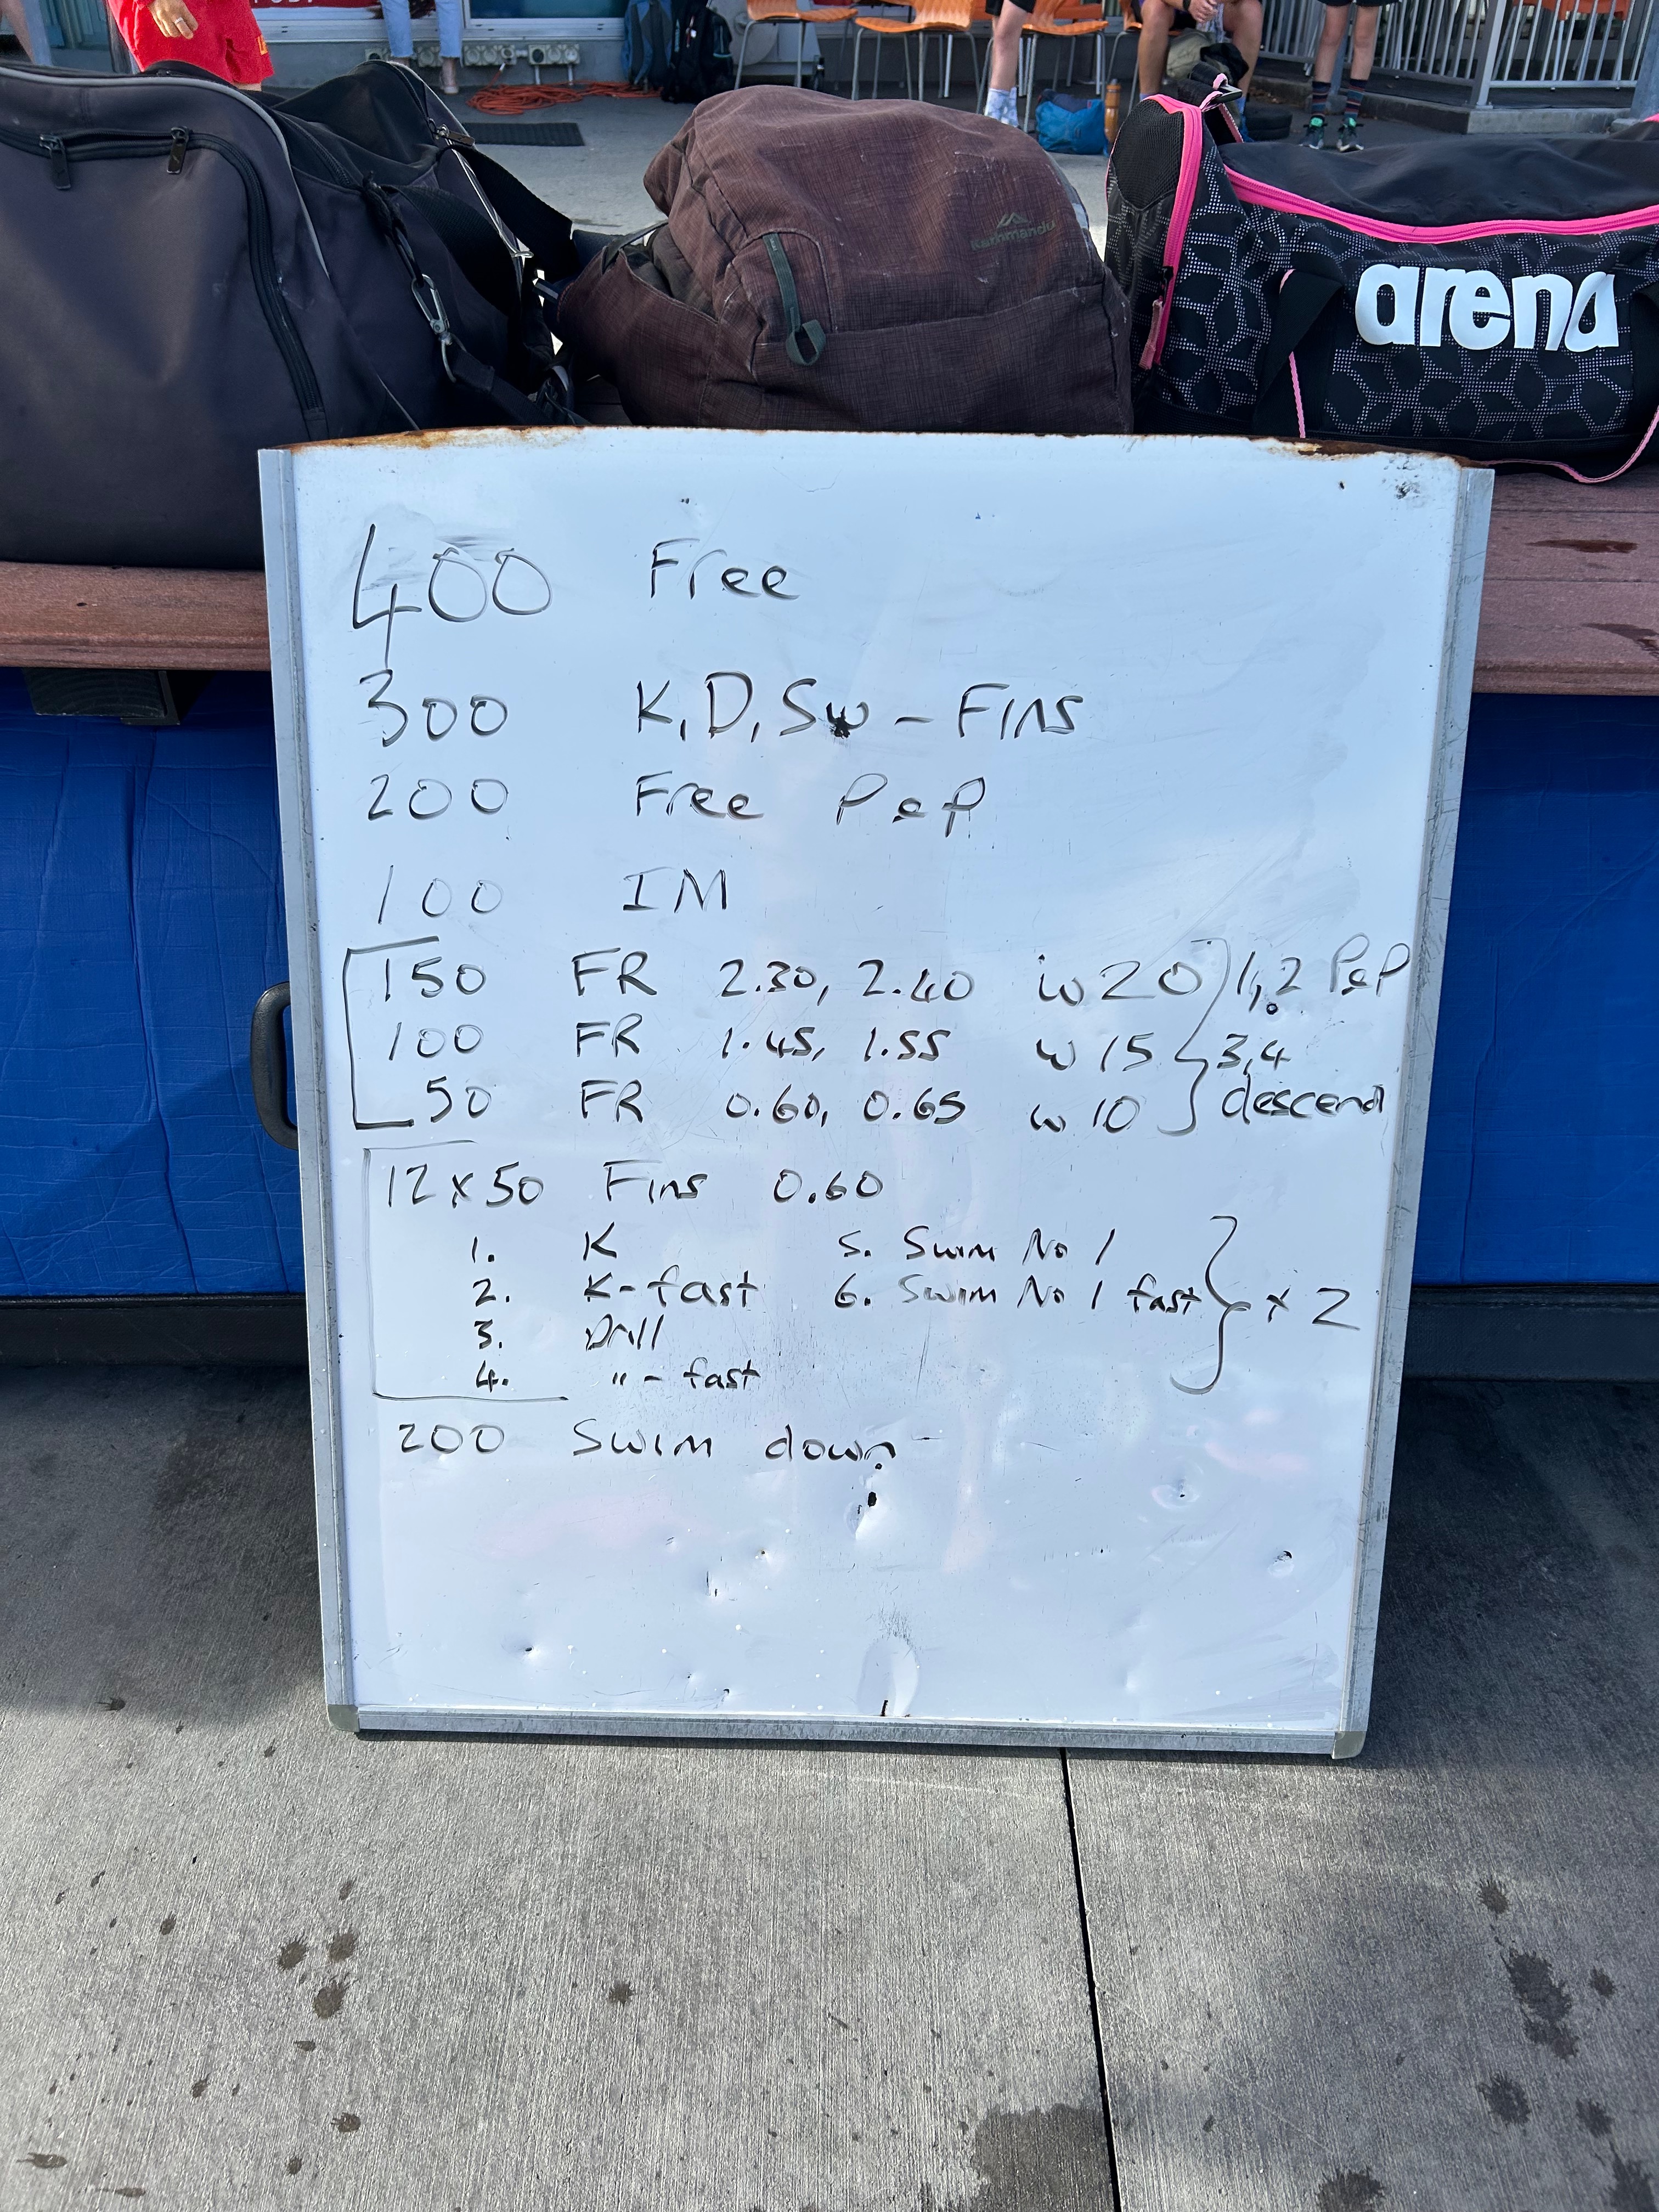 kathmandu
arena
400 Free
300 K, D, Sw - Fins
200 Free P&P
100 IM
150 FR 2.30, 2.40 w 20 1,2 P&P
100 FR 1.45, 1.55 w 15 3,4
50 FR 0.60, 0.65 w 10 descend
12 x 50 Fins 0.60
1. K 5. Swim No 1
2. K - fast 6. Swim No 1 fast x 2
3. Drill
4. " - fast
200 Swim down